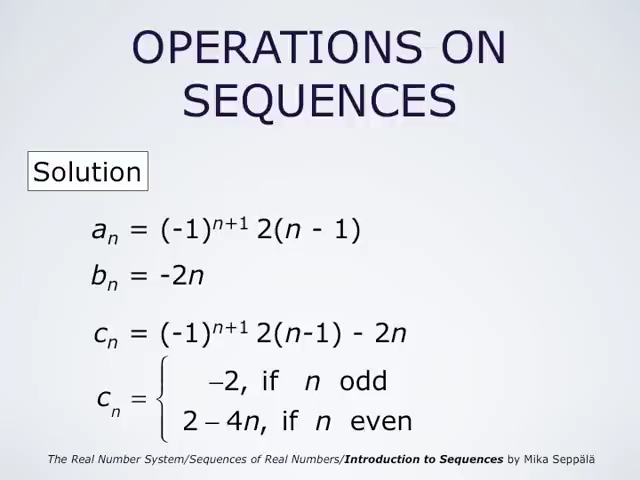 OPERATIONS ON
SEQUENCES
Solution
aₙ = (-1)ⁿ⁺¹ 2(n - 1)
bₙ = -2n
cₙ = (-1)ⁿ⁺¹ 2(n-1) - 2n
cₙ = { –2, if n odd
2 – 4n, if n even
The Real Number System/Sequences of Real Numbers/Introduction to Sequences by Mika Seppälä